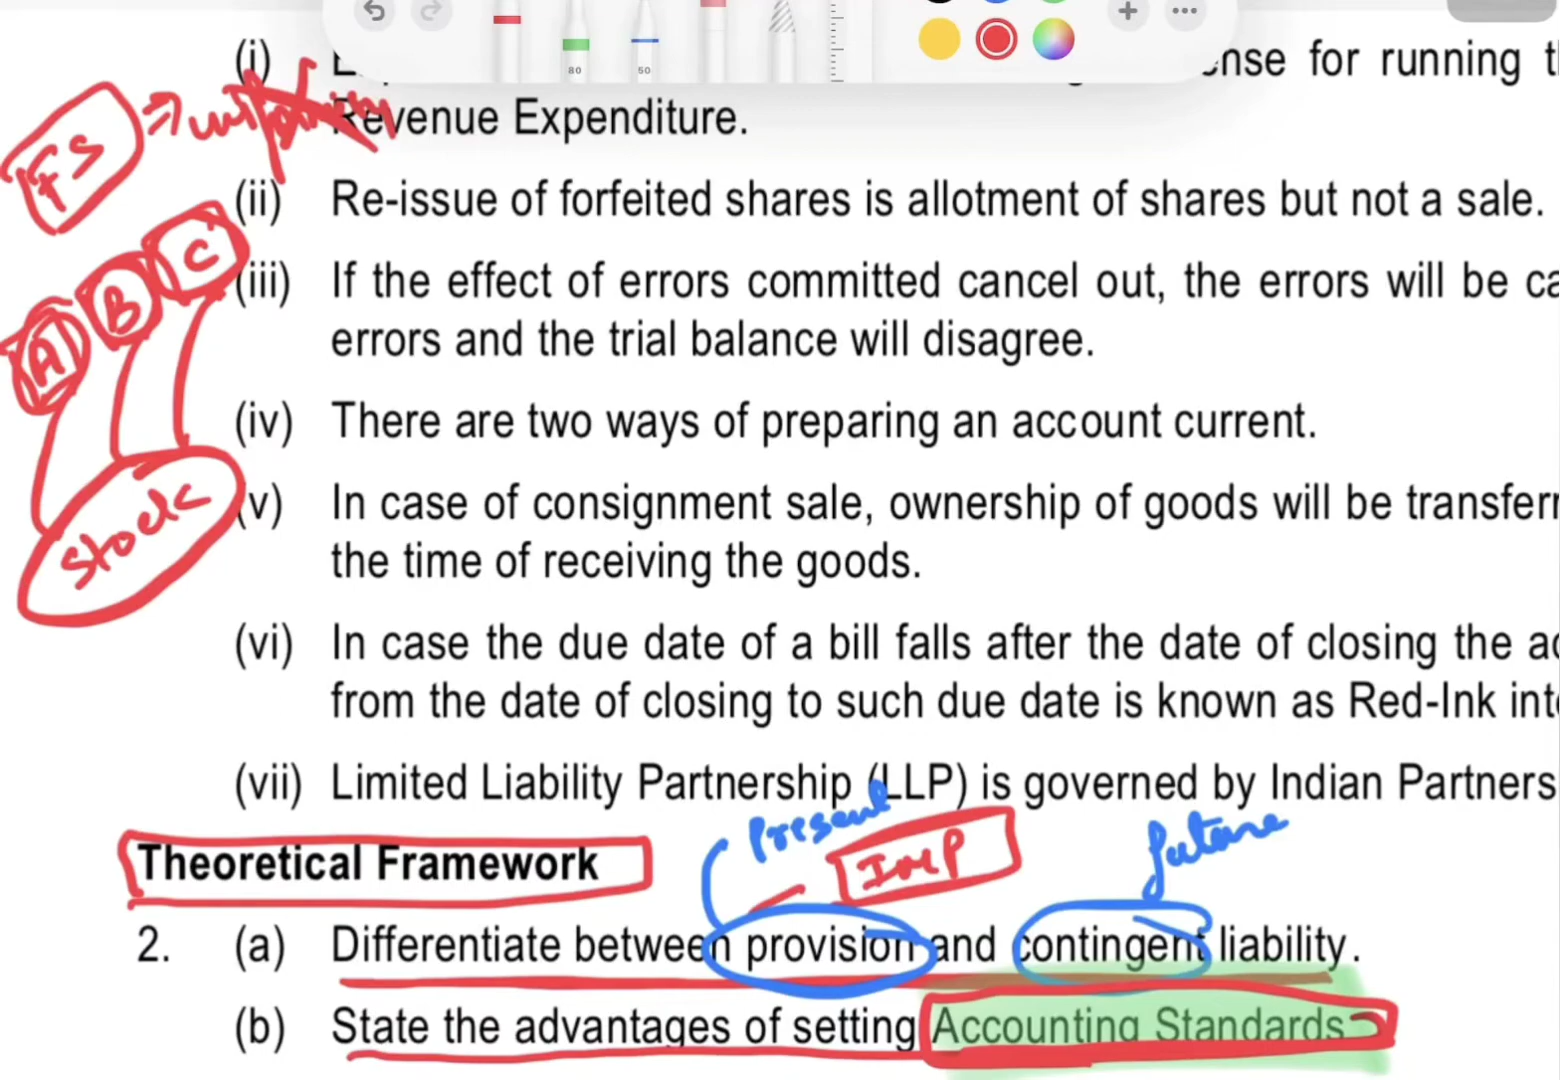 80
50
(i)
nse for running
Revenue Expenditure.
FS
(ii) Re-issue of forfeited shares is allotment of shares but not a sale.
C
B
A
(iii) If the effect of errors committed cancel out, the errors will be
errors and the trial balance will disagree.
(iv) There are two ways of preparing an account current.
(v) In case of consignment sale, ownership of goods will be transferr
the time of receiving the goods.
Stock
(vi) In case the due date of a bill falls after the date of closing the
from the date of closing to such due date is known as Red-Ink
(vii) Limited Liability Partnership (LLP) is governed by Indian Partners
Present
IMP
future
Theoretical Framework
2. (a) Differentiate between provision and contingent liability.
(b) State the advantages of setting Accounting Standards